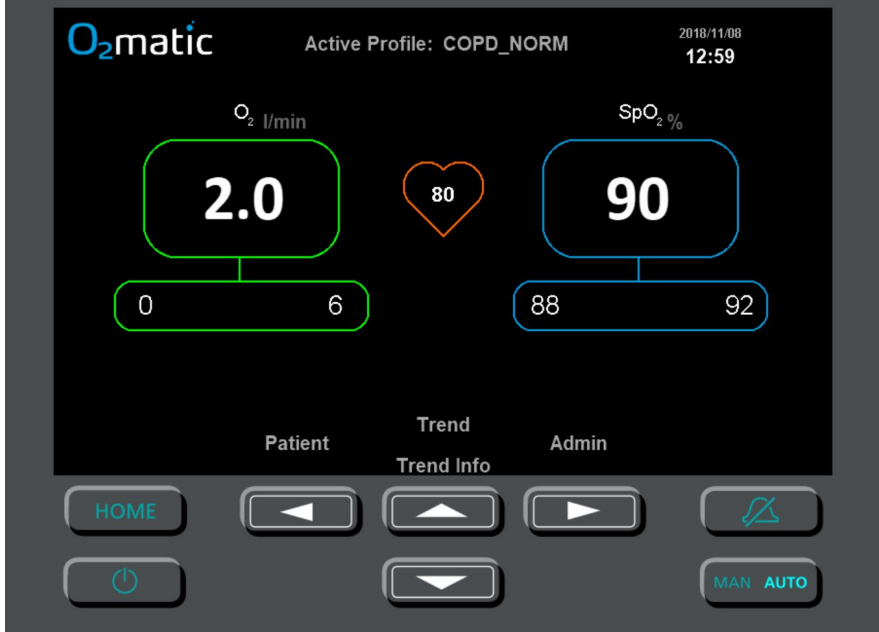 O₂matic
Active Profile: COPD_NORM
2018/11/08
12:59
O₂ l/min
SpO₂ %
2.0
80
90
0 6
88 92
Trend
Patient Admin
Trend Info
HOME
MAN AUTO